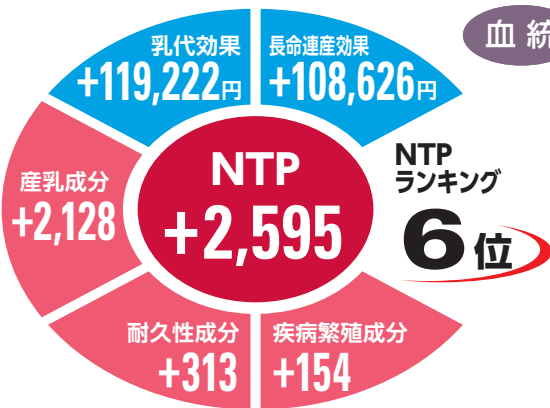 乳代効果
+119,222円
長命連産効果
+108,626円
血統
産乳成分
+2,128
NTP
+2,595
NTP
ランキング
6位
耐久性成分
+313
疾病繁殖成分
+154